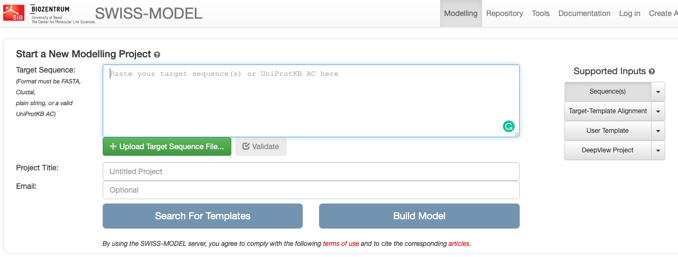 SIB
BIOZENTRUM
University of Basel
The Center for Molecular Life Sciences
SWISS-MODEL
Modelling Repository Tools Documentation Log in Create A
Start a New Modelling Project
Target Sequence:
(Format must be FASTA,
Clustal,
plain string, or a valid
UniProtKB AC)
Paste your target sequence(s) or UniProtKB AC here
+ Upload Target Sequence File...
Validate
Project Title:
Untitled Project
Email:
Optional
Search For Templates
Build Model
By using the SWISS-MODEL server, you agree to comply with the following terms of use and to cite the corresponding articles.
Supported Inputs
Sequence(s)
Target-Template Alignment
User Template
DeepView Project